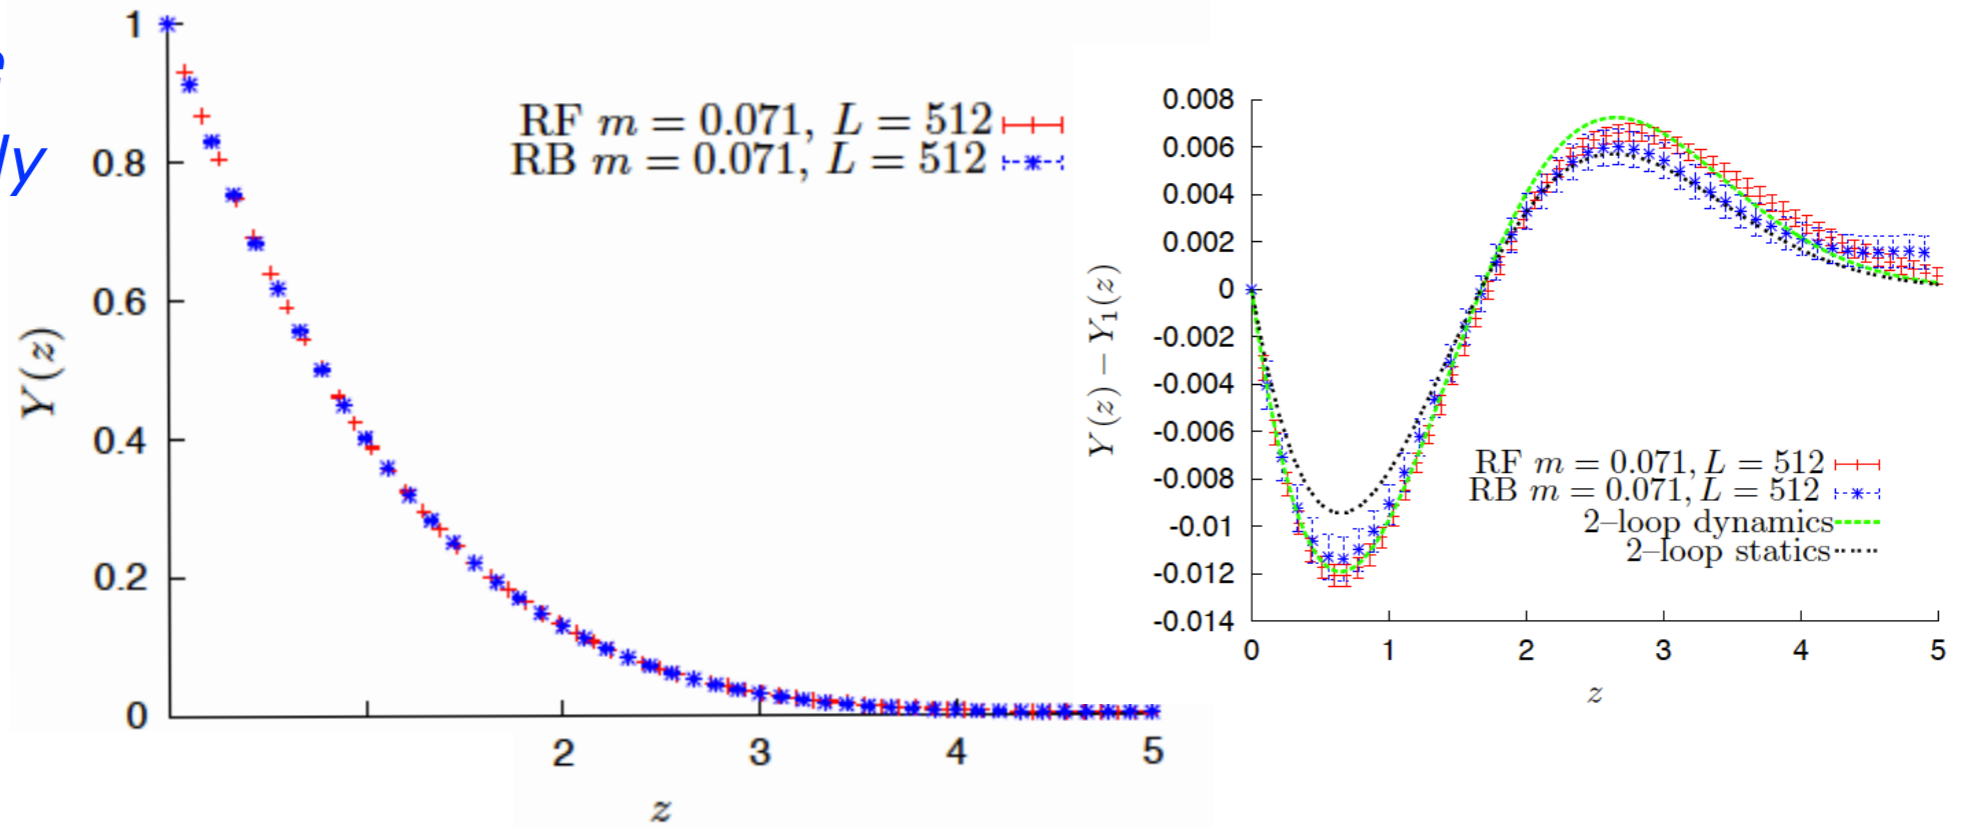 ly
1
0.8
0.6
0.4
0.2
0
Y(z)
2
3
4
5
z
RF m = 0.071, L = 512
RB m = 0.071, L = 512
0.008
0.006
0.004
0.002
0
-0.002
-0.004
-0.006
-0.008
-0.01
-0.012
-0.014
Y(z) − Y₁(z)
RF m = 0.071, L = 512
RB m = 0.071, L = 512
2–loop dynamics
2–loop statics
0 1 2 3 4 5
z